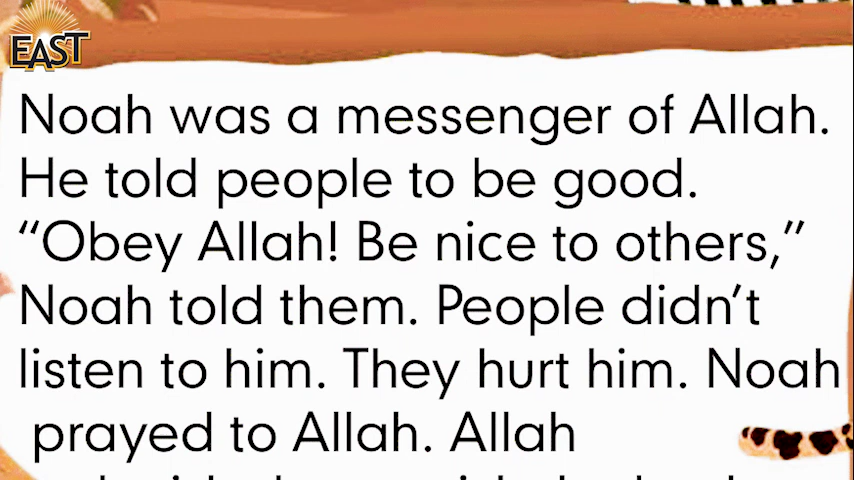 EAST
Noah was a messenger of Allah.
He told people to be good.
“Obey Allah! Be nice to others,”
Noah told them. People didn’t
listen to him. They hurt him. Noah
prayed to Allah. Allah